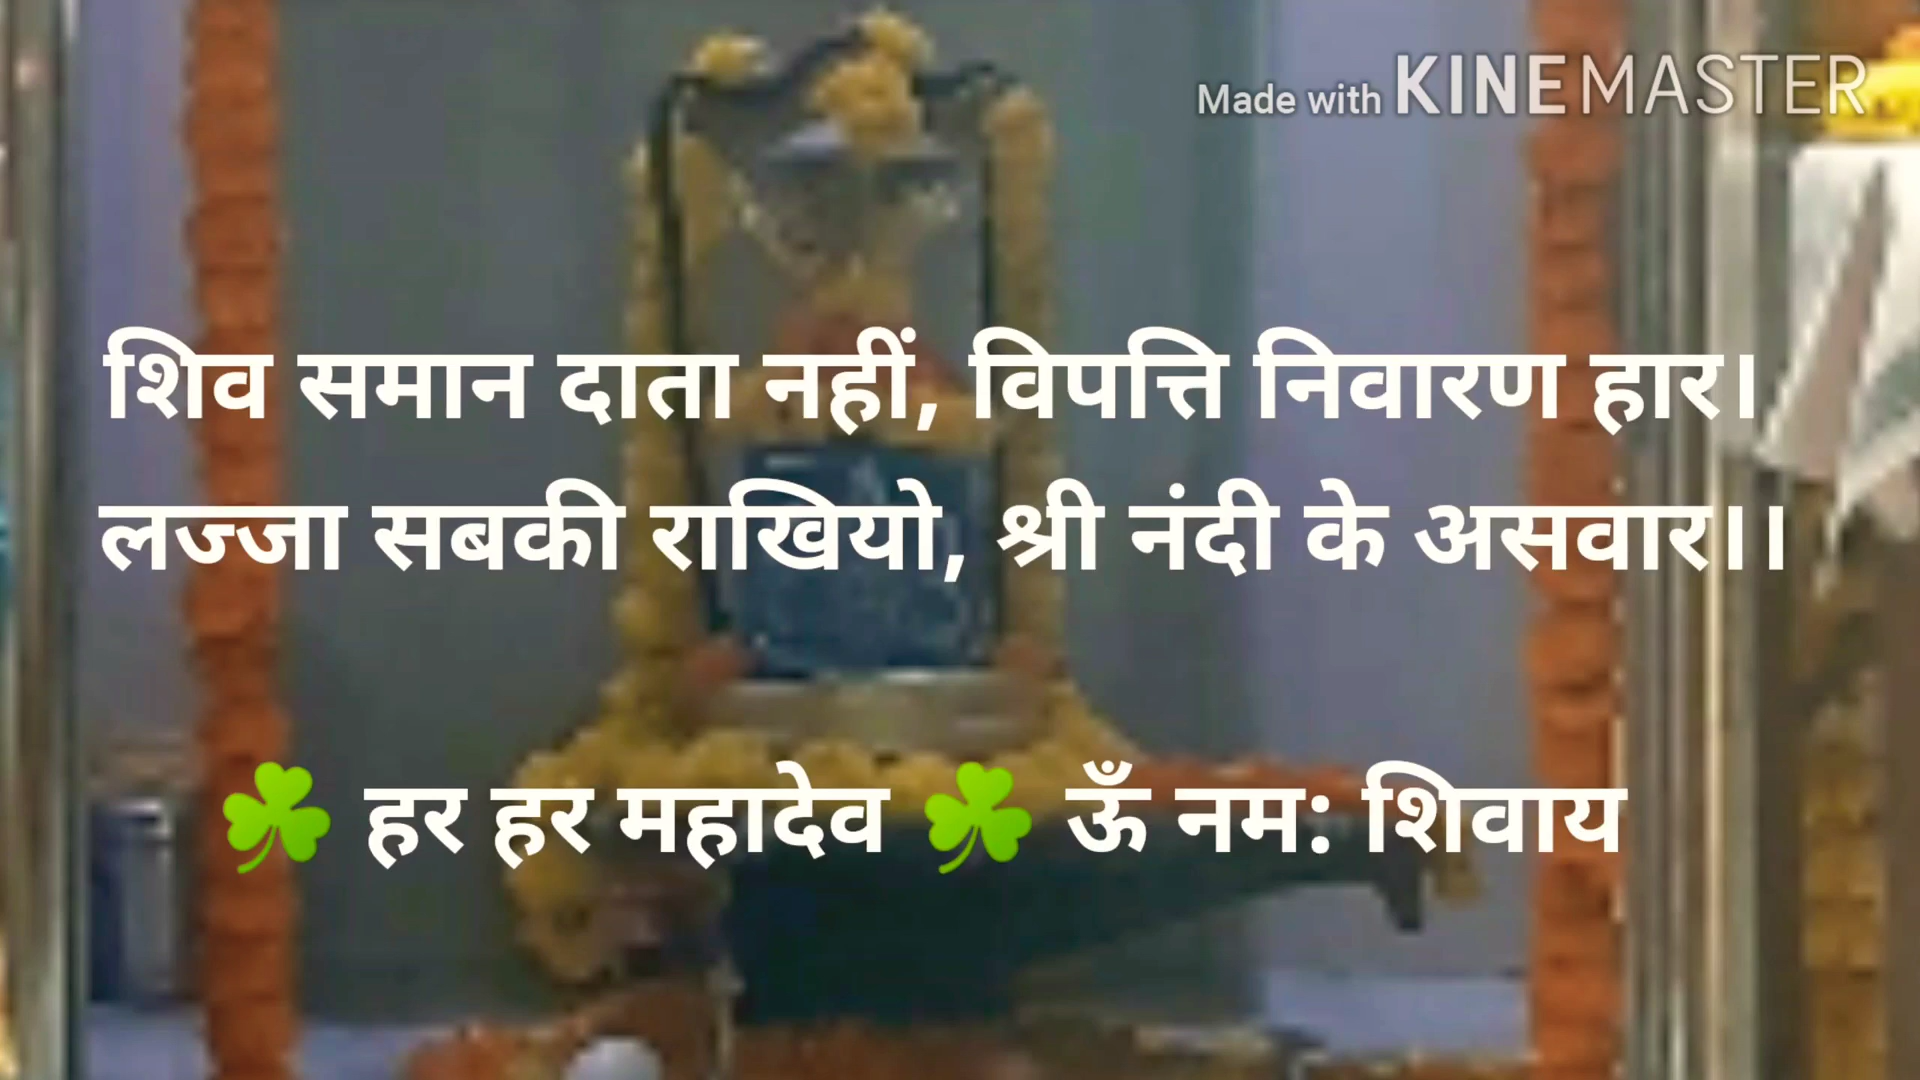 Made with KINEMASTER
शिव समान दाता नहीं, विपत्ति निवारण हार।
लज्जा सबकी राखियो, श्री नंदी के असवार।।
☘ हर हर महादेव ☘ ऊँ नम: शिवाय